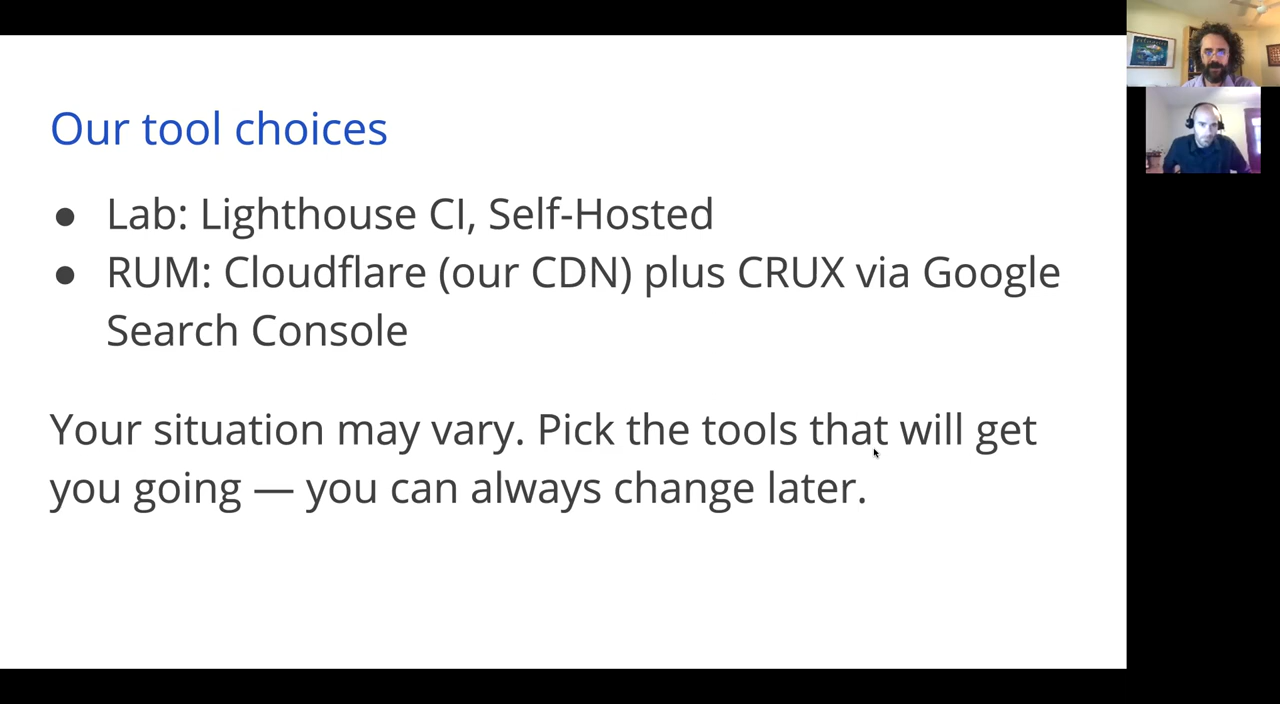 Our tool choices
● Lab: Lighthouse CI, Self-Hosted
● RUM: Cloudflare (our CDN) plus CRUX via Google
Search Console
Your situation may vary. Pick the tools that will get
you going — you can always change later.